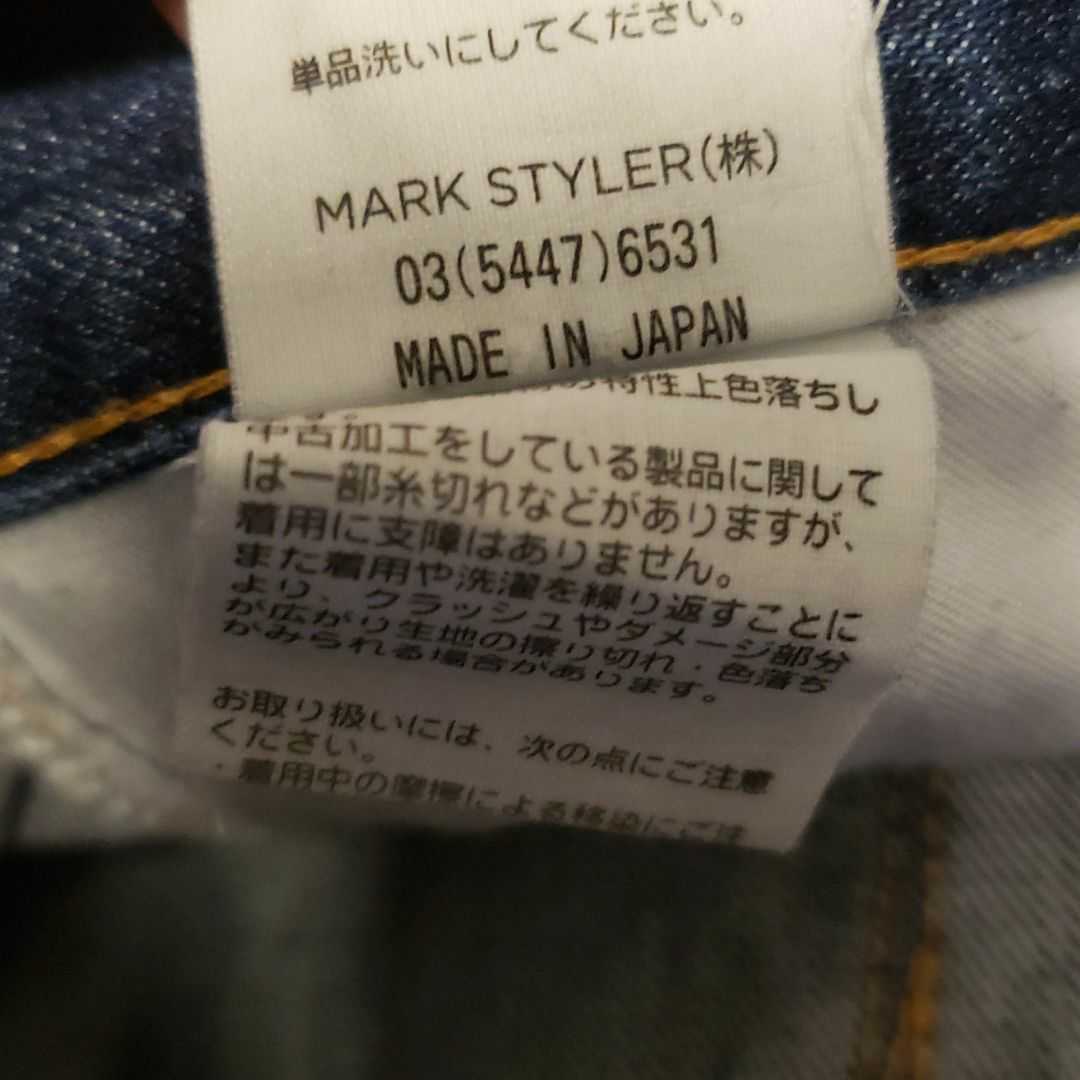 単品洗いにしてください。
MARK STYLER(株)
03(5447)6531
MADE IN JAPAN
特性上色落ちし
中古加工をしている製品に関して
は一部糸切れなどがありますが、
着用に支障はありません。
また着用や洗濯を繰り返すことに
より、クラッシュやダメージ部分
が広がり生地の擦り切れ・色落ち
がみられる場合があります。
お取り扱いには、次の点にご注意
ください。
・着用中の摩擦による移染にご注